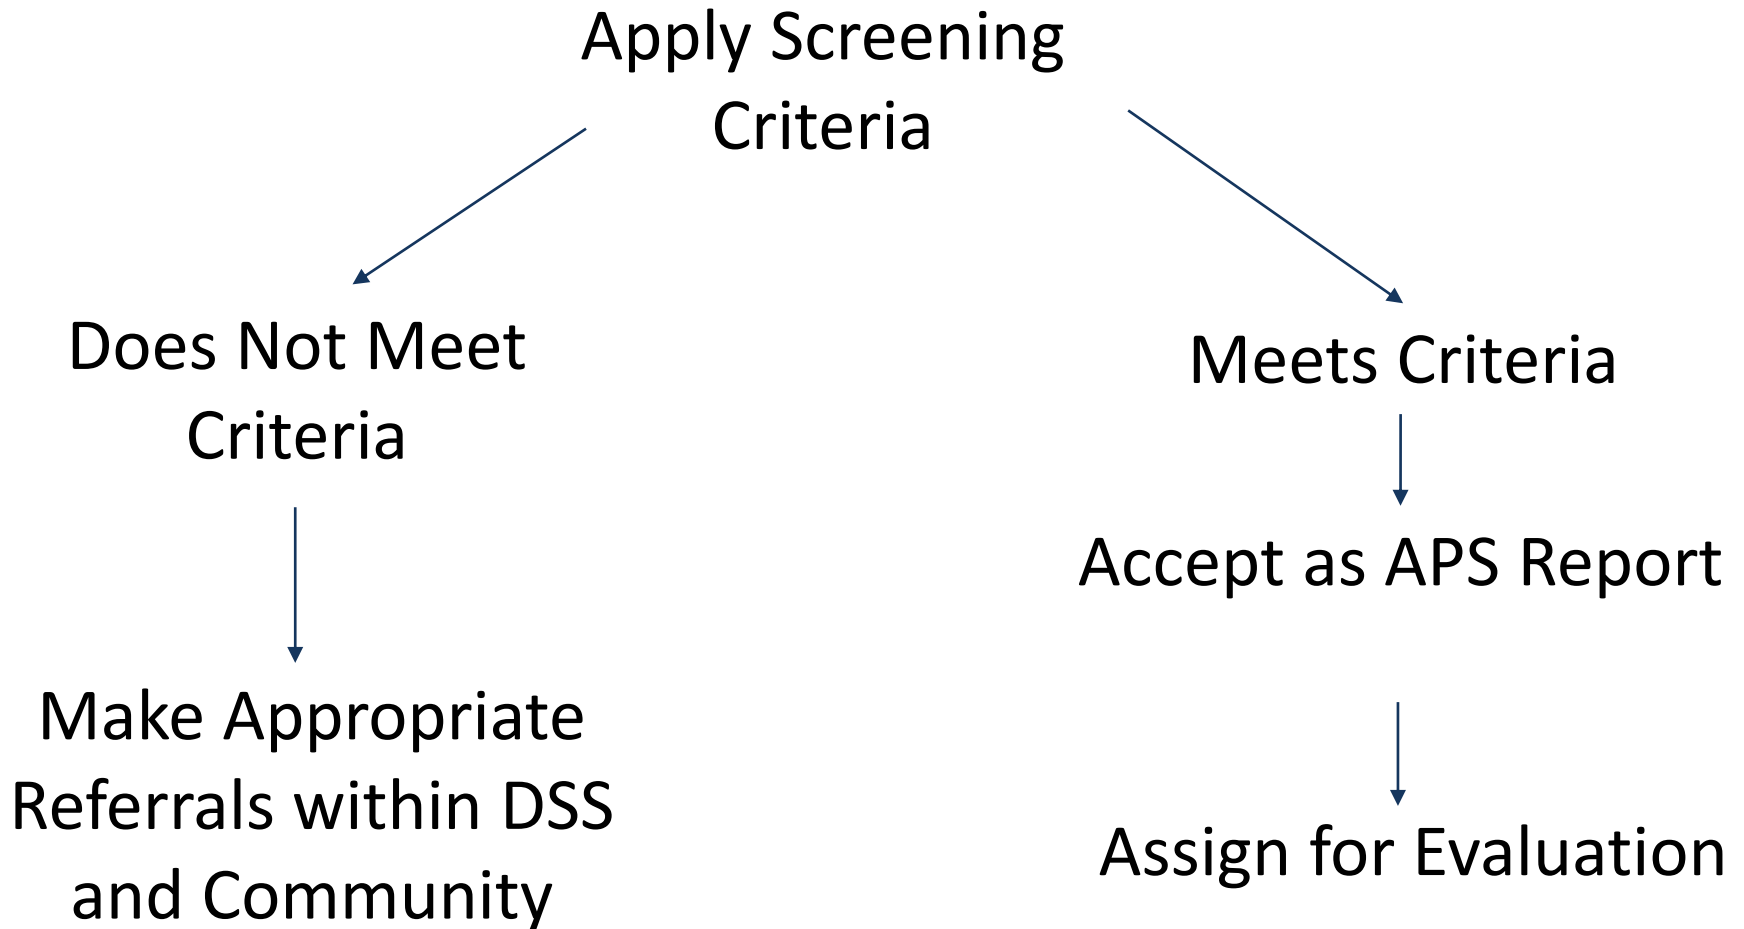 Apply Screening
Criteria
Does Not Meet
Criteria
Meets Criteria
Accept as APS Report
Make Appropriate
Referrals within DSS
and Community
Assign for Evaluation